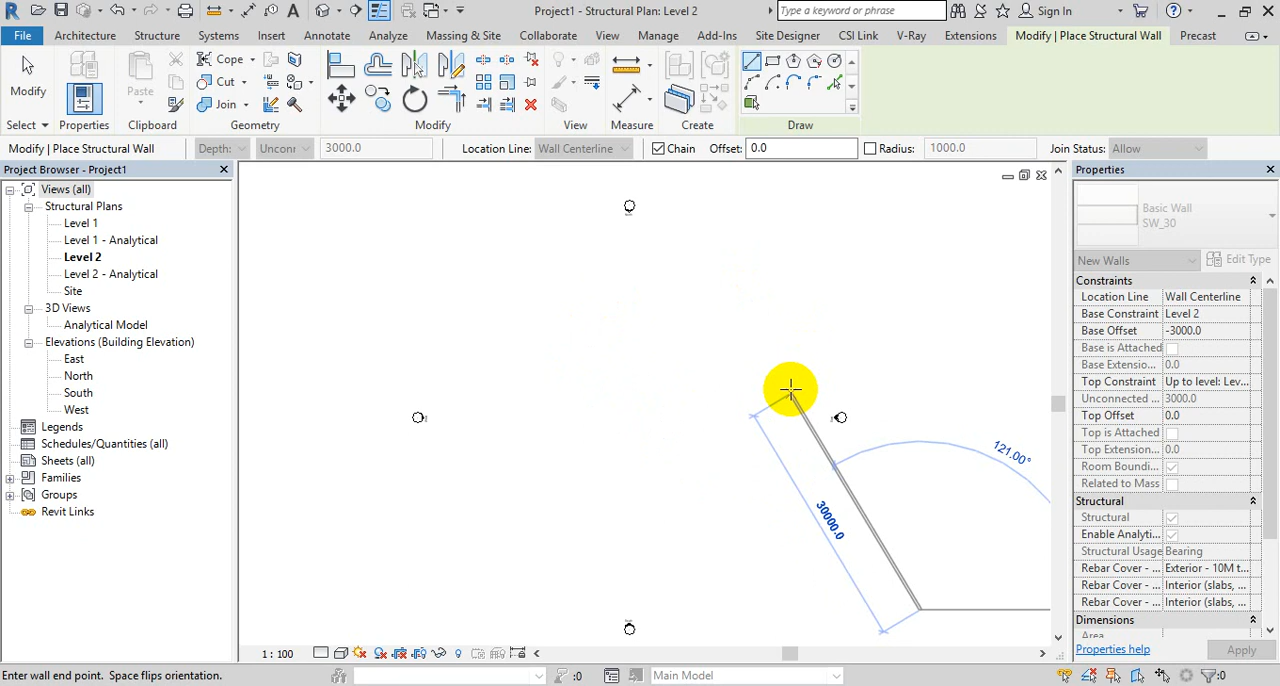 Project1 - Structural Plan: Level 2
Type a keyword or phrase
Sign In
File
Architecture
Structure
Systems
Insert
Annotate
Analyze
Massing & Site
Collaborate
View
Manage
Add-Ins
Site Designer
CSI Link
V-Ray
Extensions
Modify | Place Structural Wall
Precast
Modify
Paste
Cope
Cut
Join
Select
Properties
Clipboard
Geometry
Modify
View
Measure
Create
Draw
Modify | Place Structural Wall
Depth:
Unconr
3000.0
Location Line:
Wall Centerline
Chain
Offset:
0.0
Radius:
1000.0
Join Status:
Allow
Project Browser - Project1
Views (all)
Structural Plans
Level 1
Level 1 - Analytical
Level 2
Level 2 - Analytical
Site
3D Views
Analytical Model
Elevations (Building Elevation)
East
North
South
West
Legends
Schedules/Quantities (all)
Sheets (all)
Families
Groups
Revit Links
121.00°
30000.0
Properties
Basic Wall
SW_30
New Walls
Edit Type
Constraints
Location Line Wall Centerline
Base Constraint Level 2
Base Offset -3000.0
Base is Attached
Base Extensio... 0.0
Top Constraint Up to level: Lev...
Unconnected ... 3000.0
Top Offset 0.0
Top is Attached
Top Extension... 0.0
Room Boundi...
Related to Mass
Structural
Structural
Enable Analyti...
Structural Usage Bearing
Rebar Cover - ... Exterior - 10M t...
Rebar Cover - ... Interior (slabs, ...
Rebar Cover - ... Interior (slabs, ...
Dimensions
Area
Properties help
Apply
1 : 100
Enter wall end point. Space flips orientation.
:0
Main Model
:0